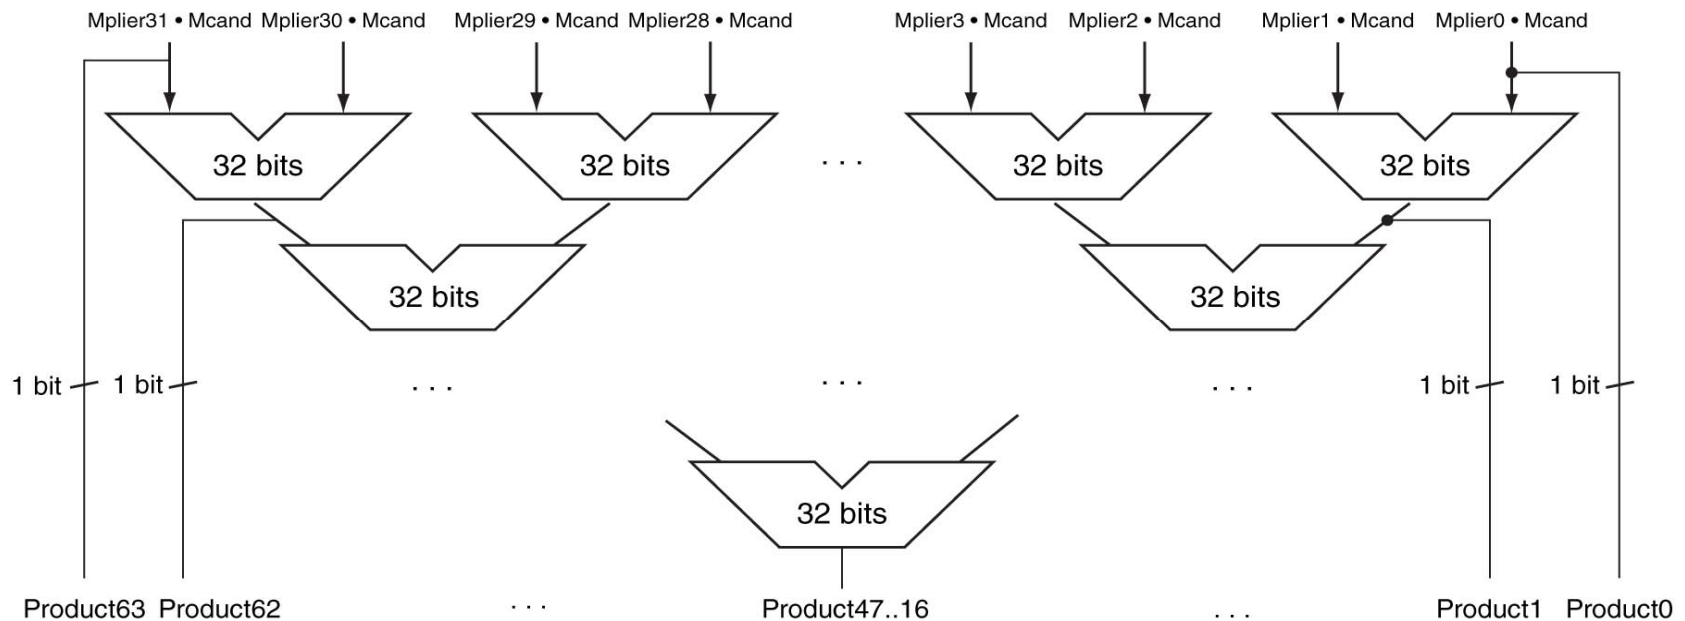 Mplier31 • Mcand Mplier30 • Mcand Mplier29 • Mcand Mplier28 • Mcand Mplier3 • Mcand Mplier2 • Mcand Mplier1 • Mcand Mplier0 • Mcand
32 bits 32 bits . . . 32 bits 32 bits
32 bits 32 bits
1 bit 1 bit . . . . . . . . . 1 bit 1 bit
32 bits
Product63 Product62 . . . Product47..16 . . . Product1 Product0